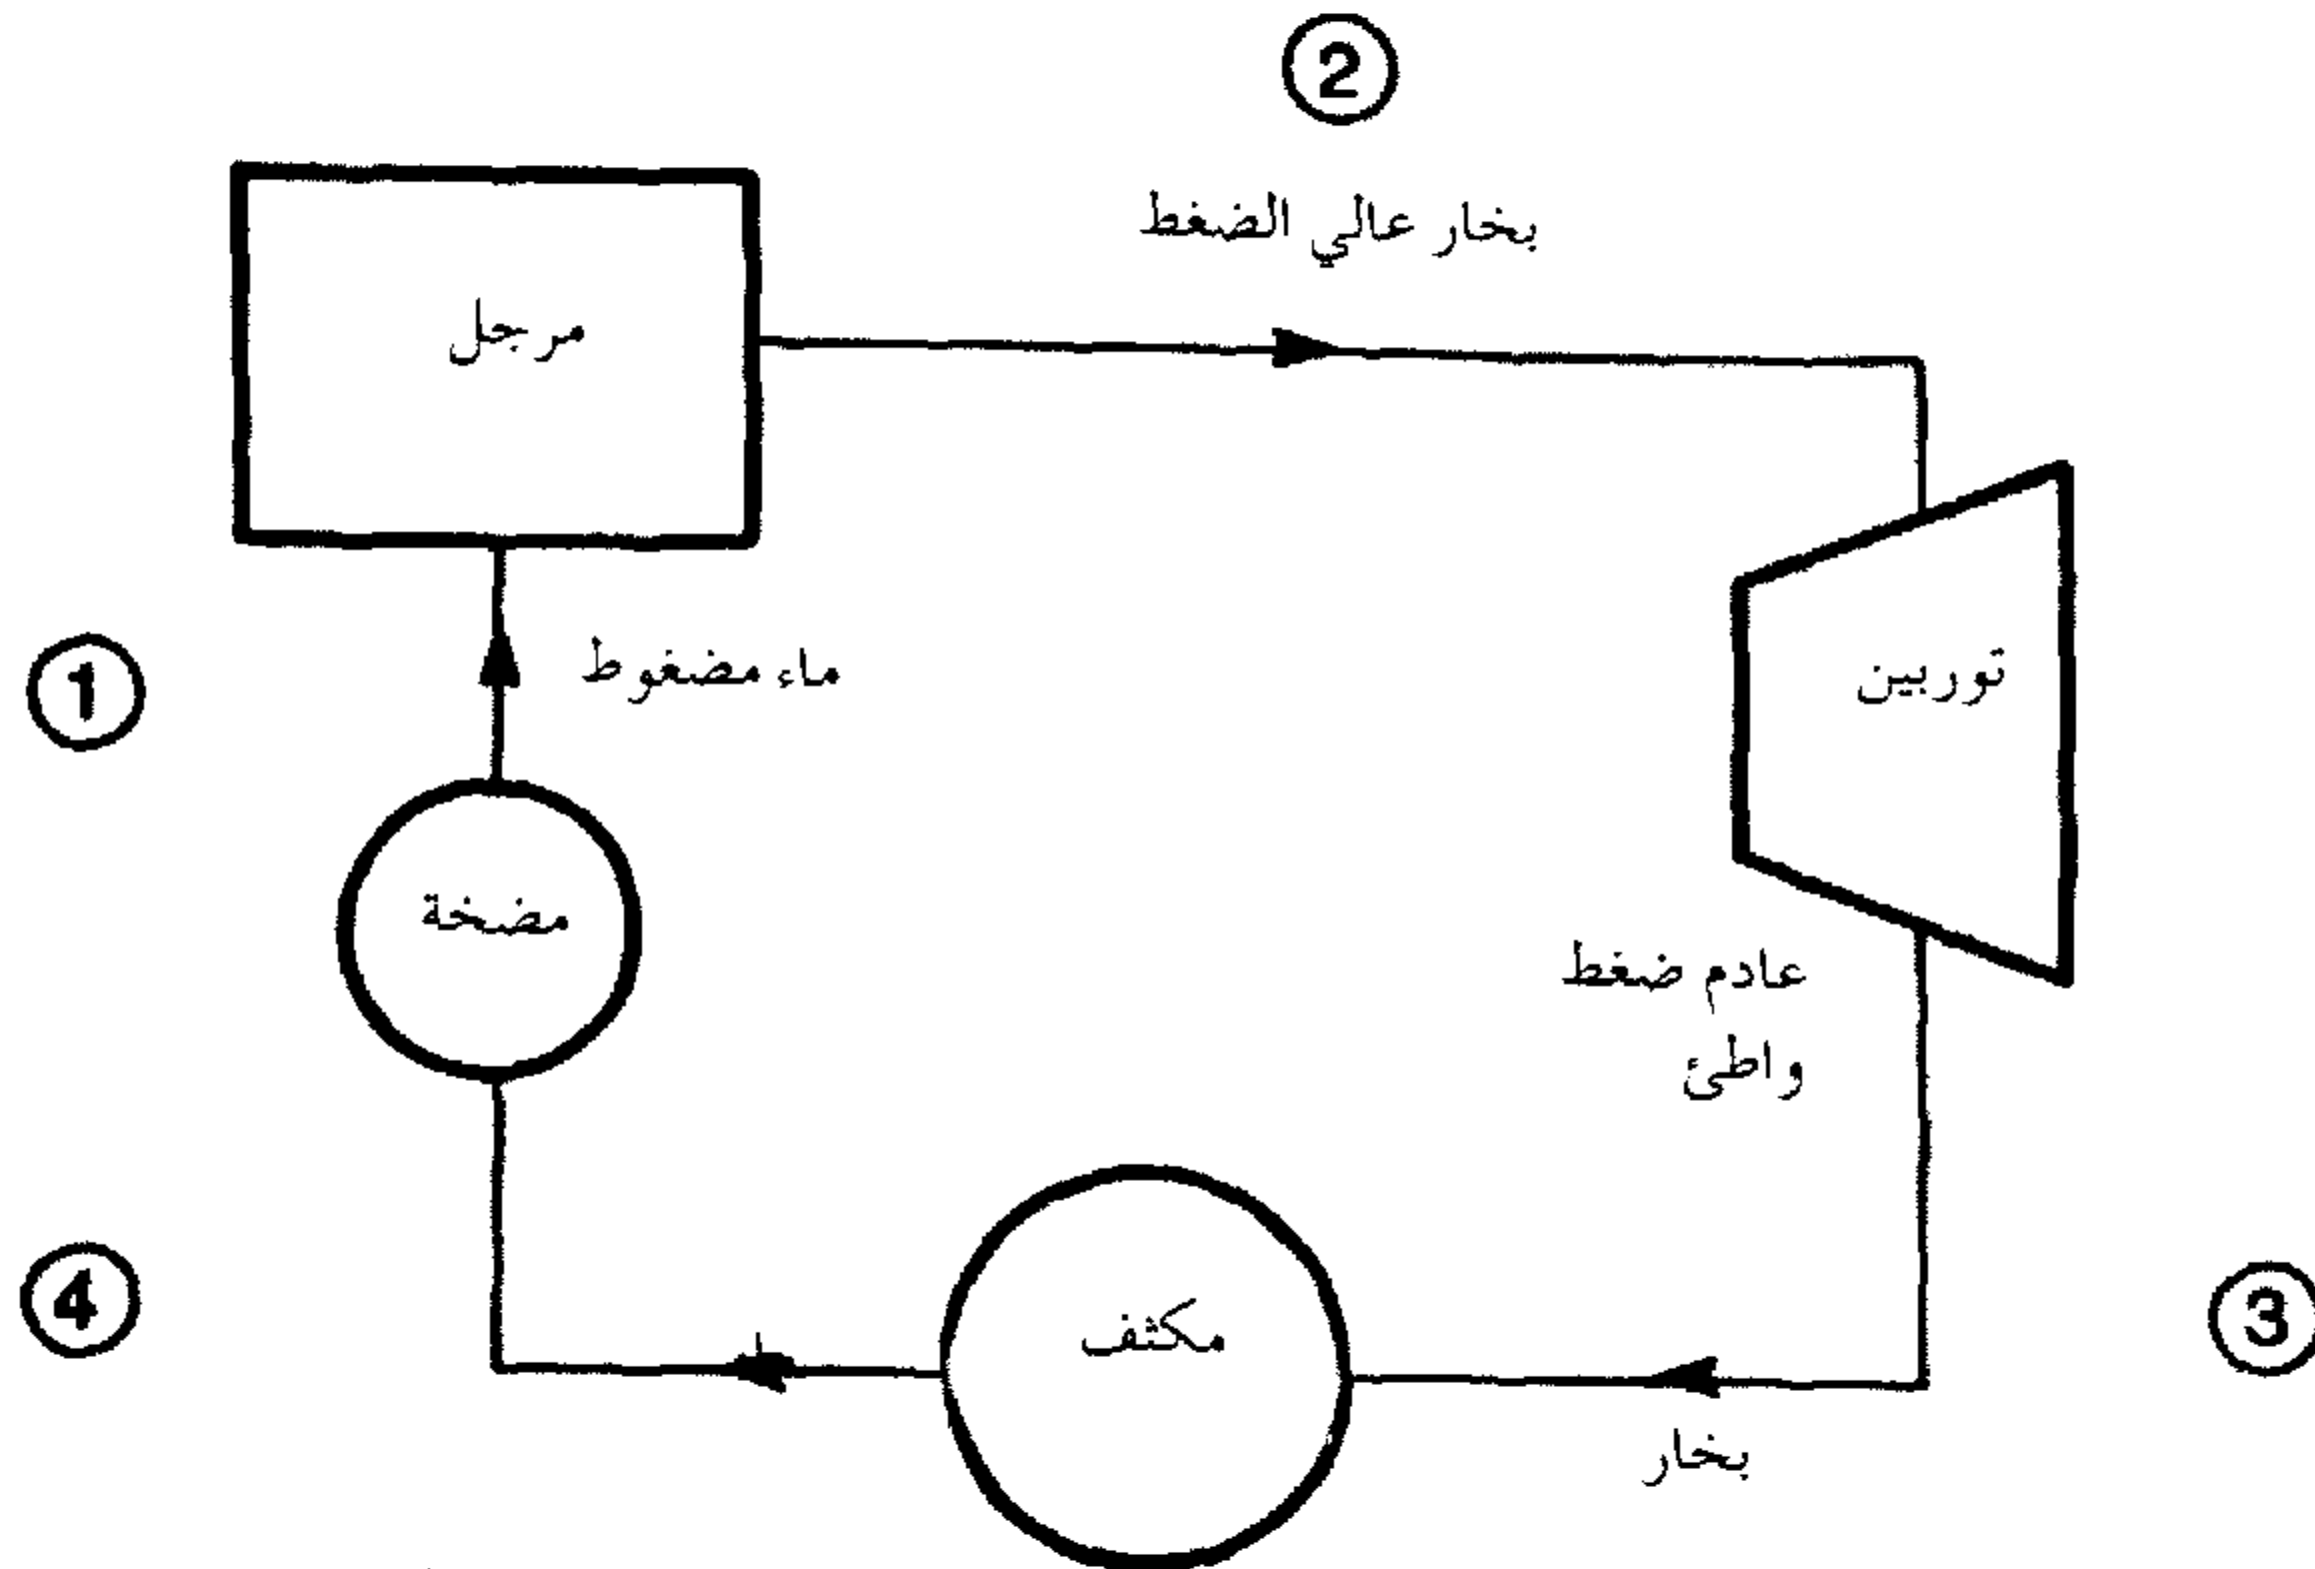 2
بخار عالي الضغط
مرجل
1
ماء مضغوط
توربين
مضخة
عادم ضغط
واطئ
4
مكثف
3
بخار